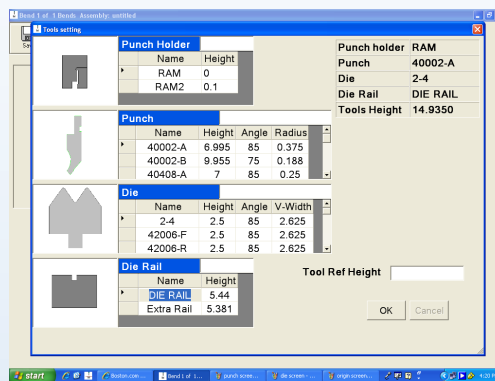 Bend 1 of 1 Bends Assembly: untitled
Tools setting
Punch Holder
Name Height
RAM 0
RAM2 0.1
Punch
Name Height Angle Radius
40002-A 6.995 85 0.375
40002-B 9.955 75 0.188
40408-A 7 85 0.25
Die
Name Height Angle V-Width
2-4 2.5 85 2.625
42006-F 2.5 85 2.625
42006-R 2.5 85 2.625
Die Rail
Name Height
DIE RAIL 5.44
Extra Rail 5.381
Punch holder RAM
Punch 40002-A
Die 2-4
Die Rail DIE RAIL
Tools Height 14.9350
Tool Ref Height
OK Cancel
start Boston.com ... Bend 1 of 1... punch scree... die screen - ... origin screen... 4:20 P